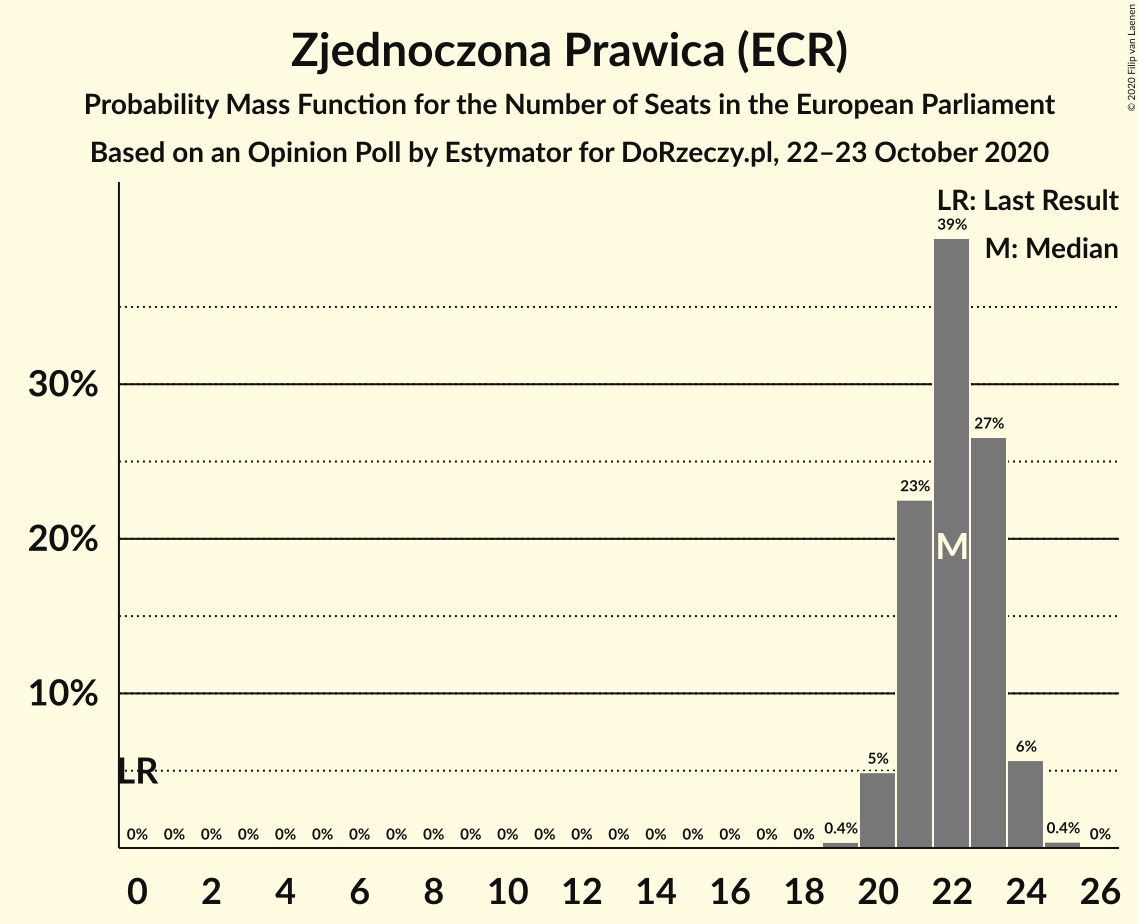 Zjednoczona Prawica (ECR)
Probability Mass Function for the Number of Seats in the European Parliament
Based on an Opinion Poll by Estymator for DoRzeczy.pl, 22–23 October 2020
© 2020 Filip van Laenen
LR: Last Result
M: Median
39%
30%
27%
23%
20%
M
10%
LR
5%
6%
0% 0% 0% 0% 0% 0% 0% 0% 0% 0% 0% 0% 0% 0% 0% 0% 0% 0% 0% 0.4% 0.4% 0%
0 2 4 6 8 10 12 14 16 18 20 22 24 26